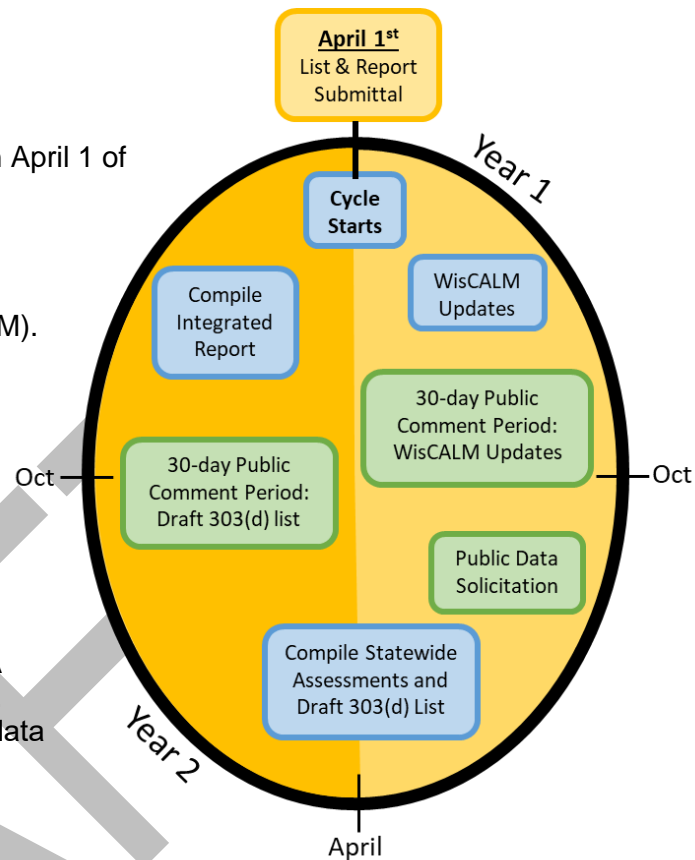 April 1st
List & Report
Submittal
April 1 of
Year 1
Cycle
Starts
WisCALM
Updates
Compile
Integrated
Report
M).
30-day Public
Comment Period:
WisCALM Updates
Oct
30-day Public
Comment Period:
Draft 303(d) list
Oct
Public Data
Solicitation
Compile Statewide
Assessments and
Draft 303(d) List
data
Year 2
April